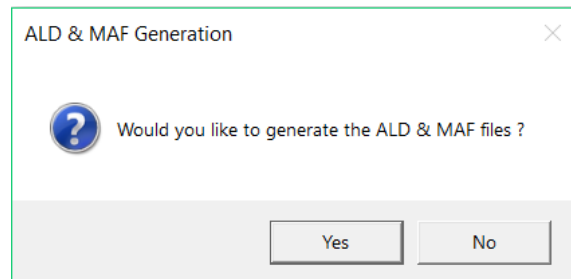 ALD & MAF Generation
Would you like to generate the ALD & MAF files ?
Yes
No